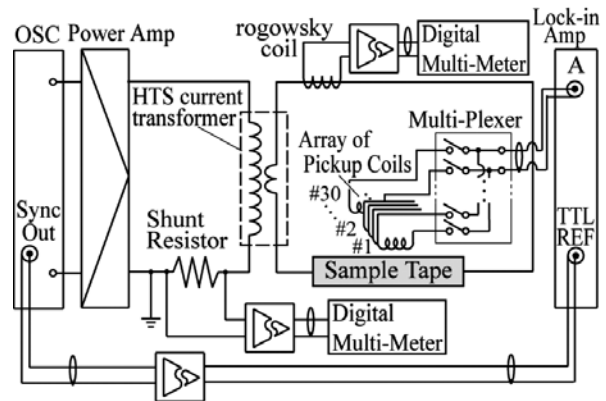 OSC
Power Amp
rogowsky
coil
Digital
Multi-Meter
Lock-in
Amp
A
HTS current
transformer
Array of
Pickup Coils
Multi-Plexer
#30
#2
#1
Sync
Out
Shunt
Resistor
TTL
REF
Sample Tape
Digital
Multi-Meter